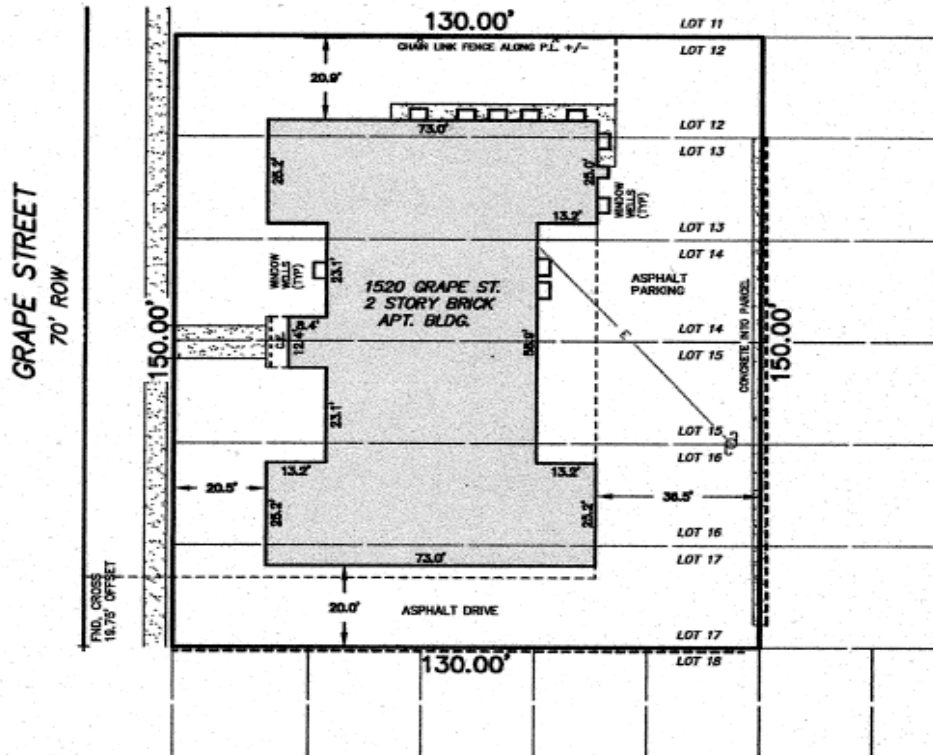 130.00'
LOT 11
CHAIN LINK FENCE ALONG P.L. +/-
LOT 12
20.9'
LOT 12
73.0'
LOT 13
GRAPE STREET
70' ROW
25.0'
WINDOW
WELLS
(TYP)
13.2'
LOT 13
LOT 14
WINDOW
WELLS
(TYP)
23.1'
1520 GRAPE ST.
2 STORY BRICK
APT. BLDG.
ASPHALT
PARKING
150.00'
8.4'
12.4'
C.E.
LOT 14
LOT 15
CONCRETE INTO PARCEL
150.00'
E
23.1'
LOT 15
LOT 16
13.2'
13.2'
20.5'
25.2'
25.2'
LOT 16
LOT 17
73.0'
FND. CROSS
19.75' OFFSET
20.0'
ASPHALT DRIVE
LOT 17
130.00'
LOT 18